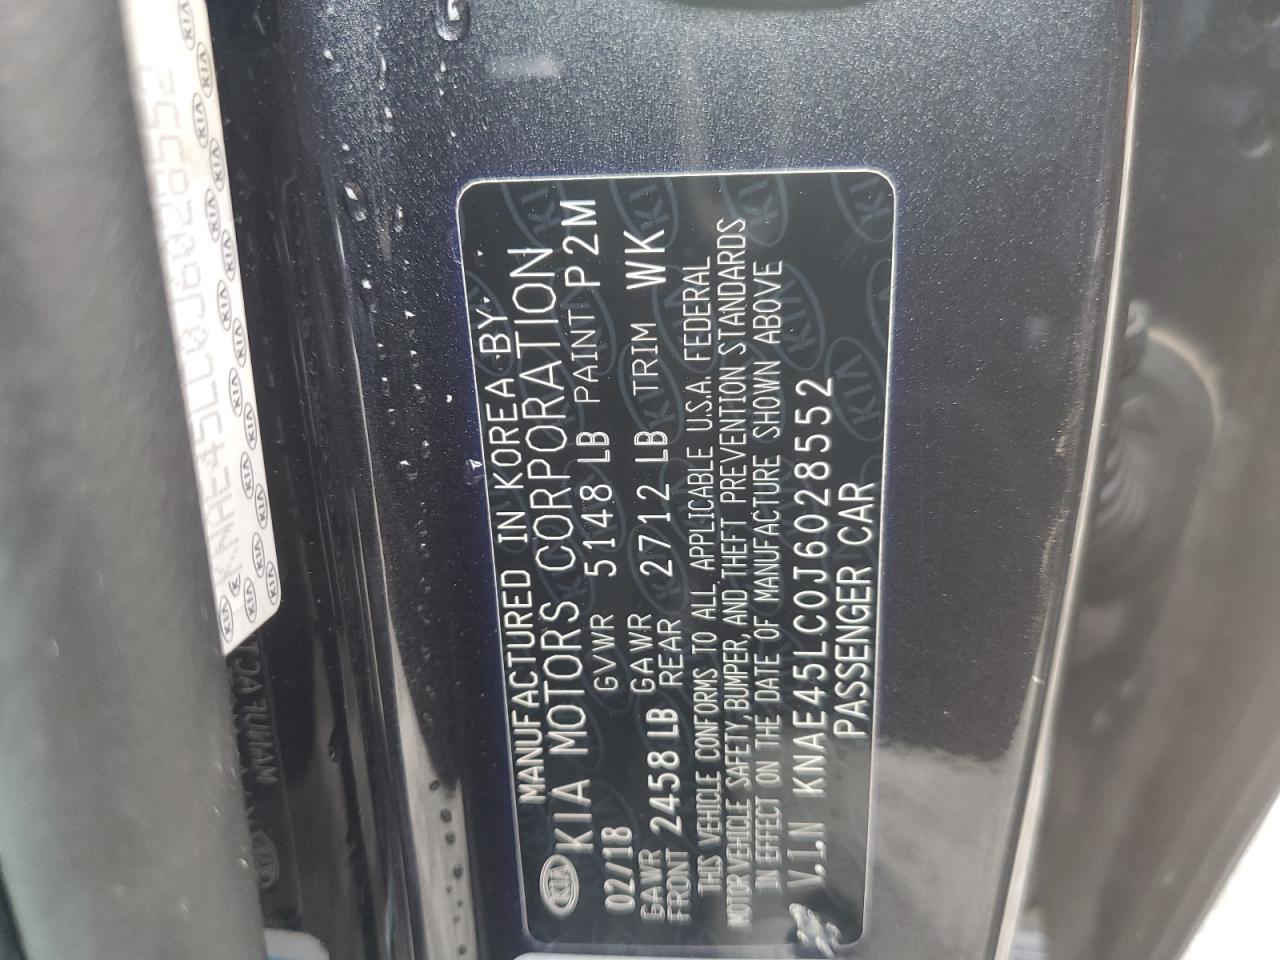 MANUFACTURED IN KOREA BY
KIA KIA MOTORS CORPORATION
02/18 GVWR 5148 LB PAINT P2M
GAWR FRONT 2458 LB GAWR REAR 2712 LB TRIM WK
THIS VEHICLE CONFORMS TO ALL APPLICABLE U.S.A. FEDERAL
MOTOR VEHICLE SAFETY, BUMPER, AND THEFT PREVENTION STANDARDS
IN EFFECT ON THE DATE OF MANUFACTURE SHOWN ABOVE
V.I.N KNAE45LC0J6028552
PASSENGER CAR